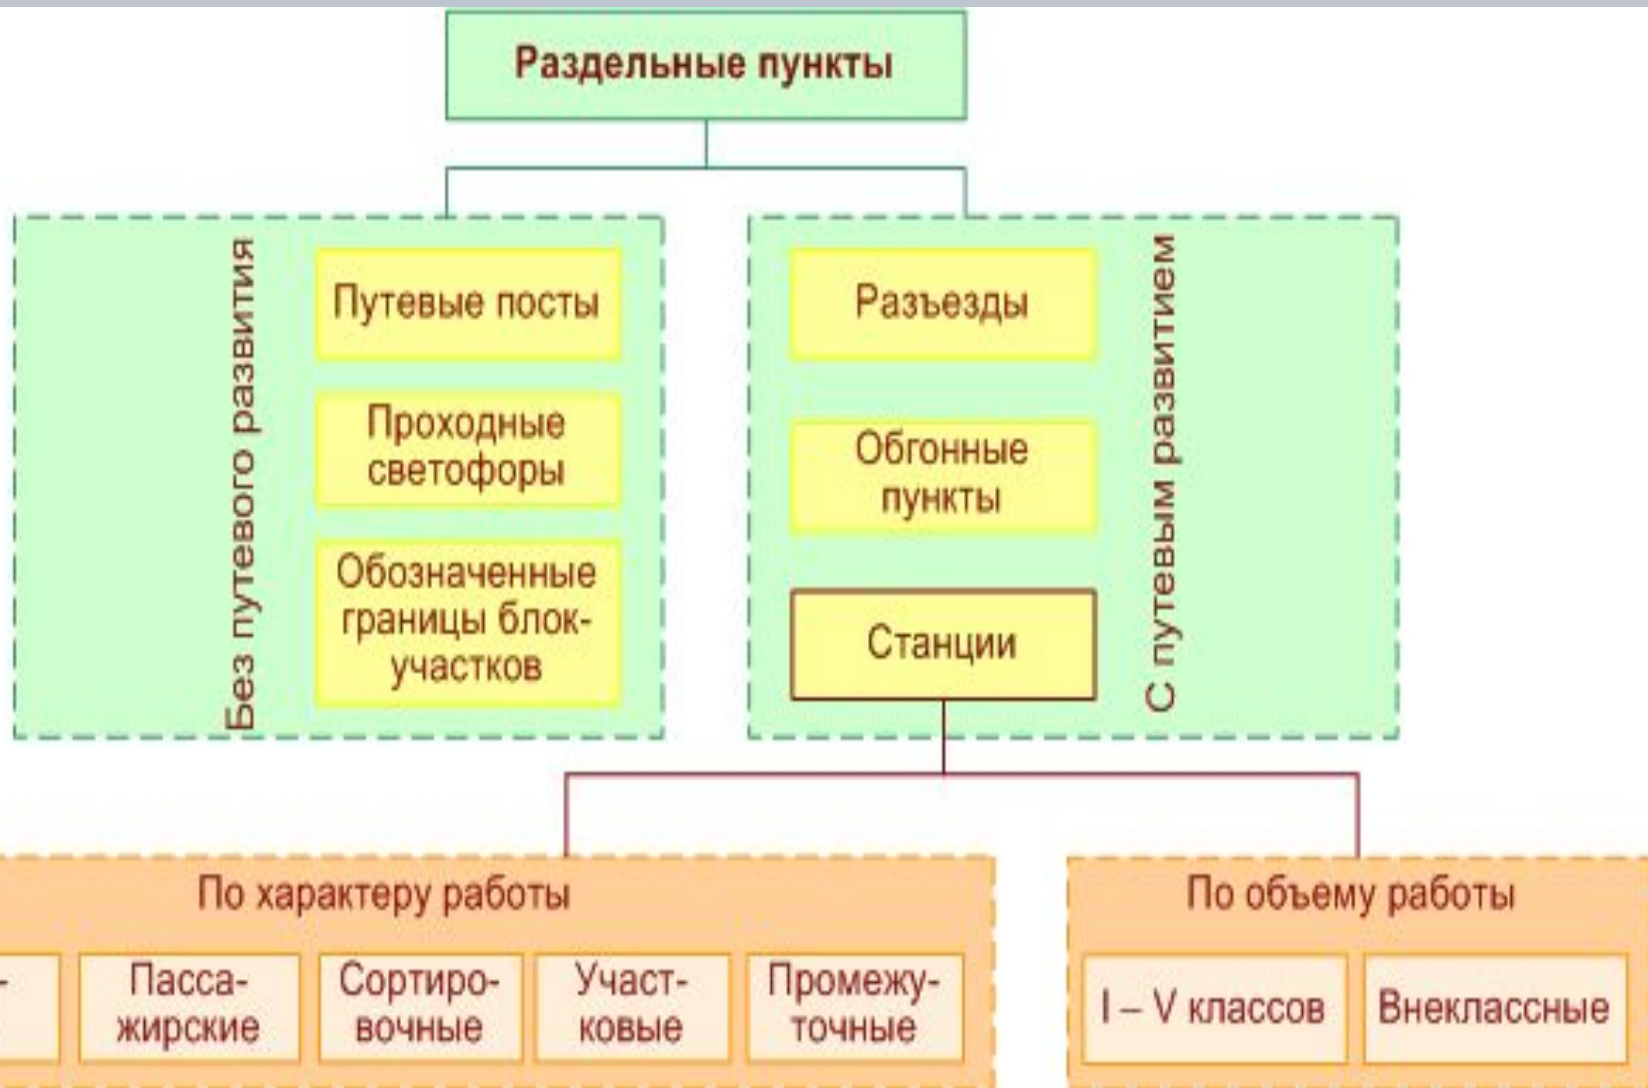 Раздельные пункты
Без путевого развития
Путевые посты
Проходные
светофоры
Обозначенные
границы блок-
участков
Разъезды
Обгонные
пункты
Станции
С путевым развитием
По характеру работы
Пасса-
жирские
Сортиро-
вочные
Участ-
ковые
Промежу-
точные
По объему работы
I – V классов
Внеклассные